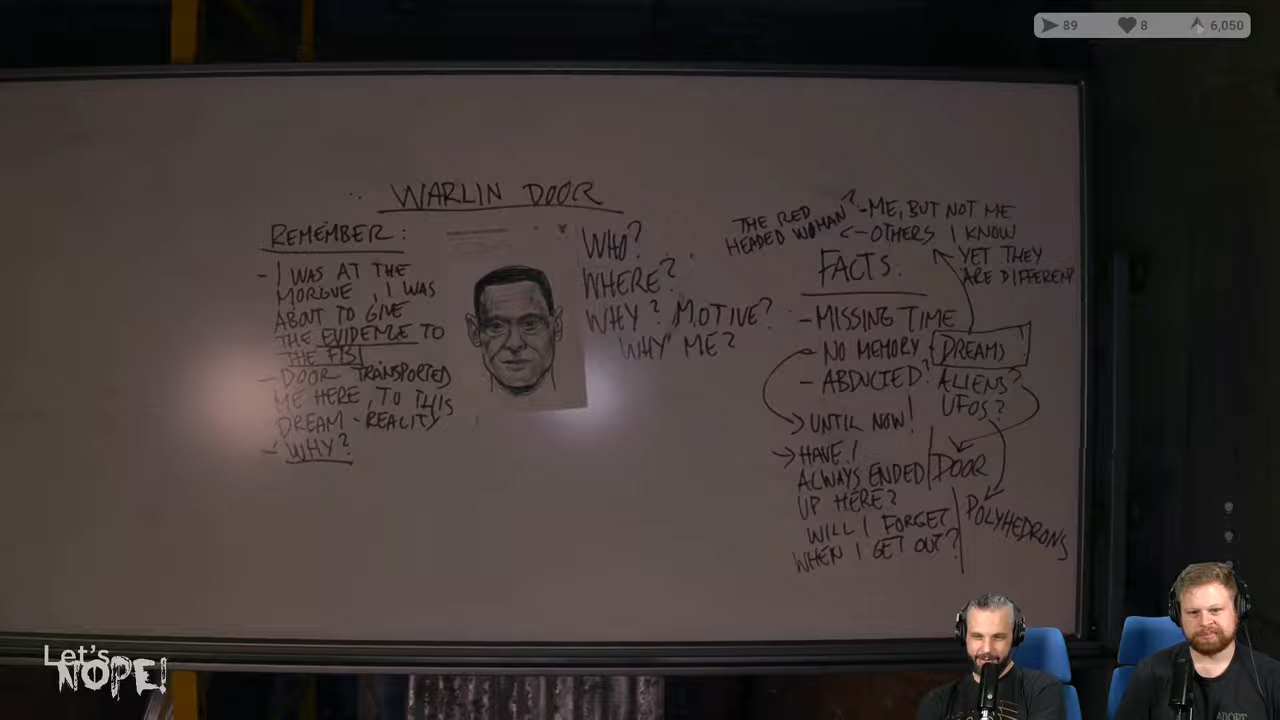 89 8 6,050
WARLIN DOOR
REMEMBER:
- I WAS AT THE
MORGUE, I WAS
ABOUT TO GIVE
THE EVIDENCE TO
THE FBI
- DOOR TRANSPORTED
ME HERE, TO THIS
DREAM-REALITY
- WHY?
WHO?
WHERE?
WHY? MOTIVE?
WHY ME?
THE RED
HEADED WOMAN?
- ME, BUT NOT ME
- OTHERS I KNOW
YET THEY
ARE DIFFERENT
FACTS:
- MISSING TIME
NO MEMORY
DREAMS
- ABDUCTED?
ALIENS?
UFOS?
UNTIL NOW!
HAVE I
ALWAYS ENDED
UP HERE?
WILL I FORGET
WHEN I GET OUT?
DOOR
POLYHEDRONS
Let's
NOPE!
ADOPT